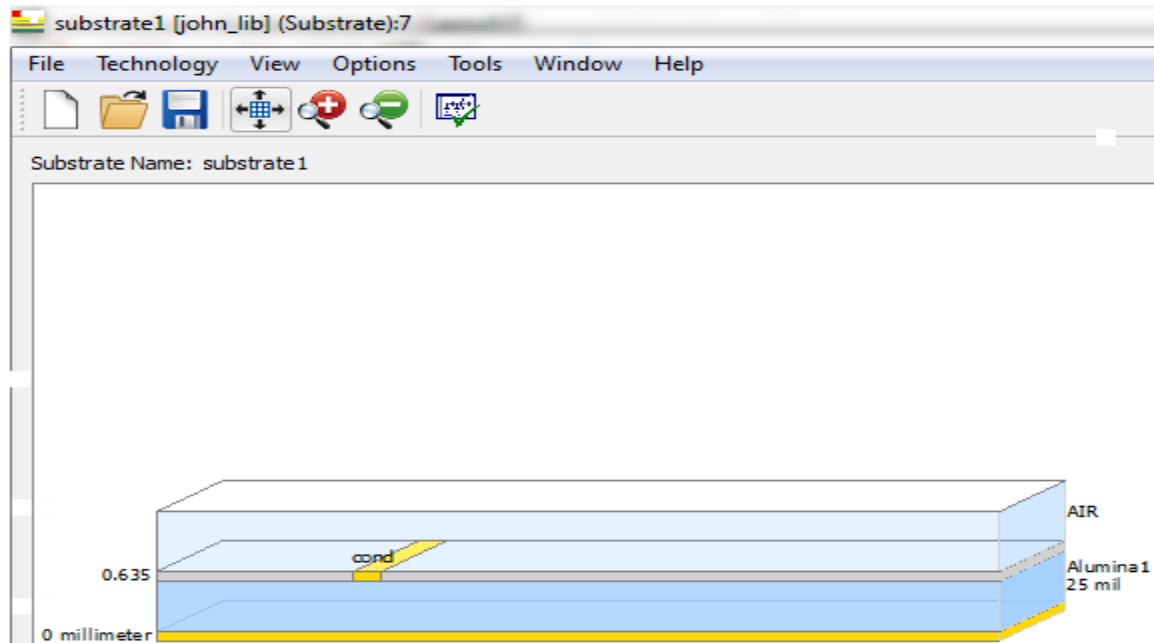 substrate1 [john_lib] (Substrate):7
File Technology View Options Tools Window Help
Substrate Name: substrate1
AIR
cond
0.635
Alumina1
25 mil
0 millimeter